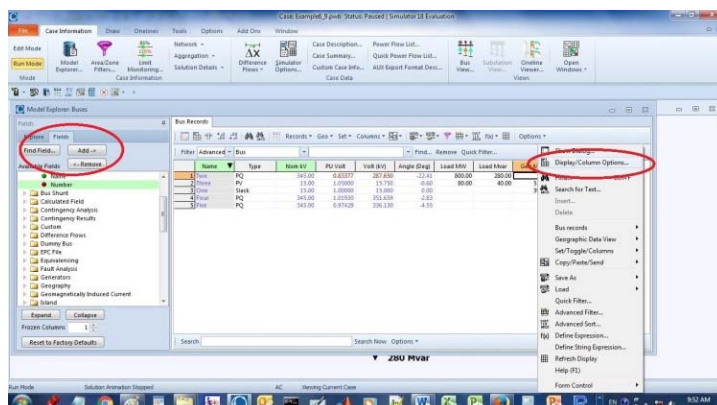 Case: Example6_9.pwb Status: Paused | Simulator 18 Evaluation
File Case Information Draw Onelines Tools Options Add Ons Window
Edit Mode
Run Mode
Mode
Model Explorer...
Area/Zone Filters...
Limit Monitoring...
Case Information
Network
Aggregation
Solution Details
Difference Flows
Simulator Options...
Case Description...
Case Summary...
Custom Case Info...
Power Flow List...
Quick Power Flow List...
AUX Export Format Desc...
Case Data
Bus View...
Substation View...
Oneline Viewer...
Open Windows
Views
Model Explorer: Buses
Fields
Explore Fields
Find Field... Add ->
Available Fields <- Remove
Name
Number
Bus Shunt
Calculated Field
Contingency Analysis
Contingency Results
Custom
Difference Flows
Dummy Bus
EPC File
Equivalencing
Fault Analysis
Generators
Geography
Geomagnetically Induced Current
Island
Expand Collapse
Frozen Columns 1
Reset to Factory Defaults
Bus Records
Records Geo Set Columns Options
Filter Advanced Bus Find... Remove Quick Filter...
Name Type Nom kV PU Volt Volt (kV) Angle (Deg) Load MW Load Mvar
1 Two PQ 345.00 0.83377 287.650 -22.41 800.00 280.00
2 Three PV 15.00 1.05000 15.750 -0.60 80.00 40.00
3 One Slack 15.00 1.00000 15.000 0.00
4 Four PQ 345.00 1.01930 351.659 -2.83
5 Five PQ 345.00 0.97429 336.130 -4.55
Search Search Now Options
Display/Column Options...
Search for Text...
Insert...
Delete
Bus records
Geographic Data View
Set/Toggle/Columns
Copy/Paste/Send
Save As
Load
Quick Filter...
Advanced Filter...
Advanced Sort...
Define Expression...
Define String Expression...
Refresh Display
Help (F1)
Form Control
280 Mvar
Run Mode Solution Animation Stopped AC Viewing Current Case
EN 9:52 AM